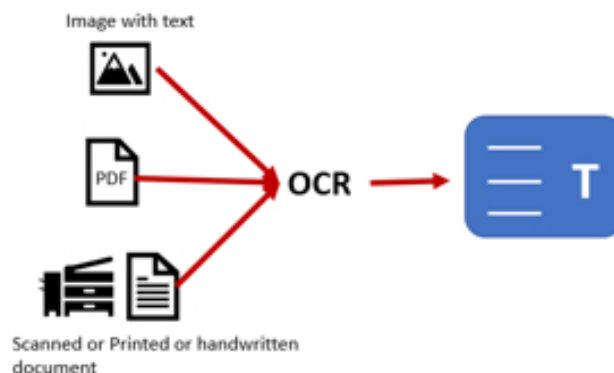 Image with text
PDF
OCR
T
Scanned or Printed or handwritten
document